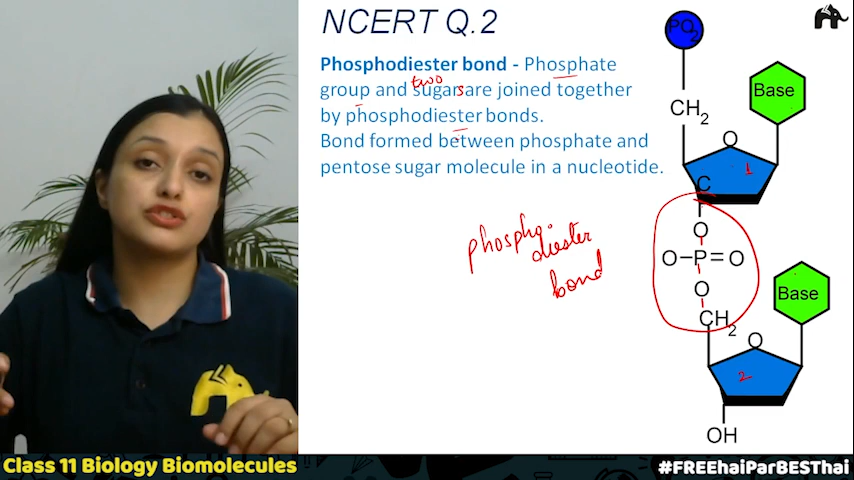 NCERT Q.2
Phosphodiester bond - Phosphate
two
group and sugars are joined together
by phosphodiester bonds.
Bond formed between phosphate and
pentose sugar molecule in a nucleotide.
phospho
diester
bond
PO2
Base
CH2
O
1
C
O
O-P=O
O
Base
CH2
O
2
OH
Class 11 Biology Biomolecules
#FREEhaiParBESThai